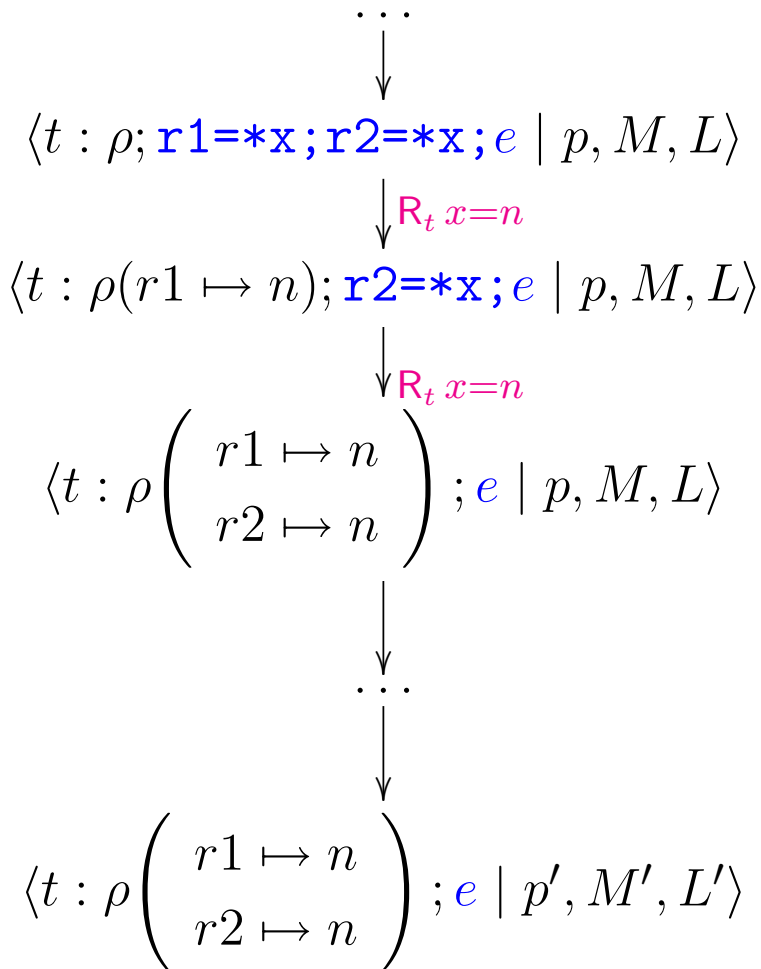 ...
⟨t : ρ; r1=*x;r2=*x;e | p, M, L⟩
R_t x=n
⟨t : ρ(r1 ↦ n); r2=*x;e | p, M, L⟩
R_t x=n
⟨t : ρ( r1 ↦ n
r2 ↦ n ) ; e | p, M, L⟩
...
⟨t : ρ( r1 ↦ n
r2 ↦ n ) ; e | p′, M′, L′⟩